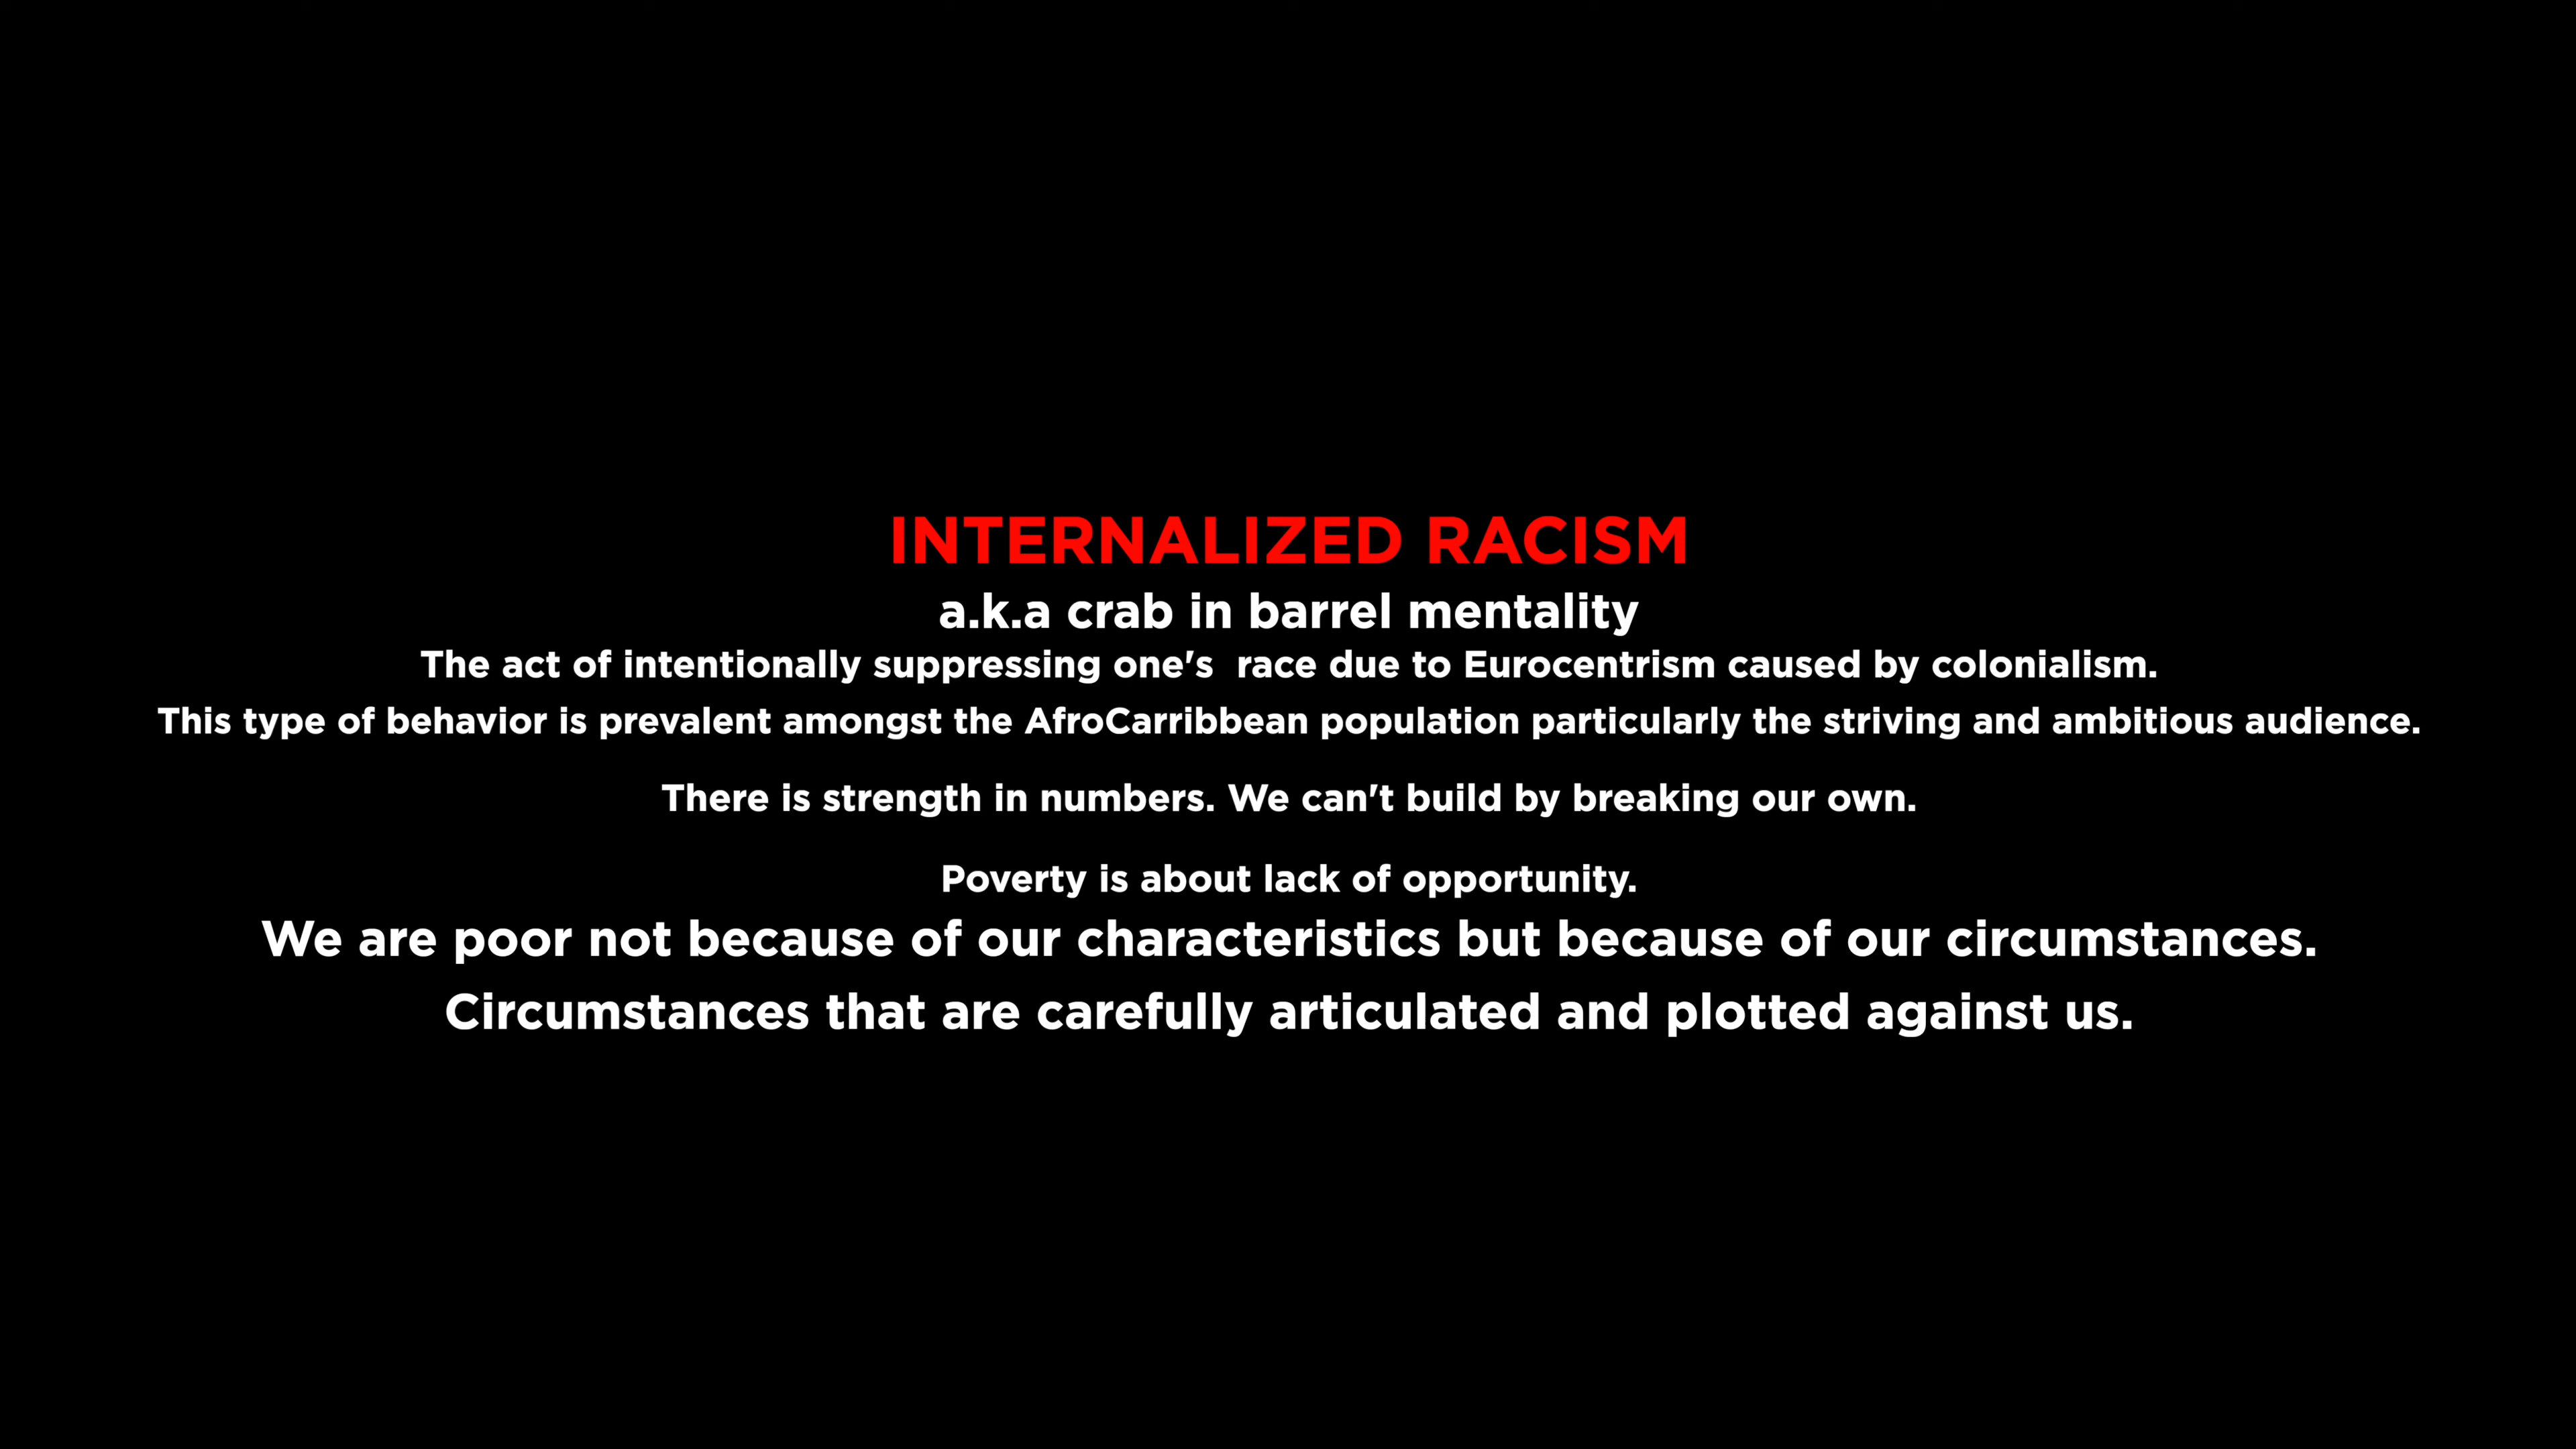 INTERNALIZED RACISM
a.k.a crab in barrel mentality
The act of intentionally suppressing one's  race due to Eurocentrism caused by colonialism.
This type of behavior is prevalent amongst the AfroCarribbean population particularly the striving and ambitious audience.
There is strength in numbers. We can't build by breaking our own.
Poverty is about lack of opportunity.
We are poor not because of our characteristics but because of our circumstances.
Circumstances that are carefully articulated and plotted against us.